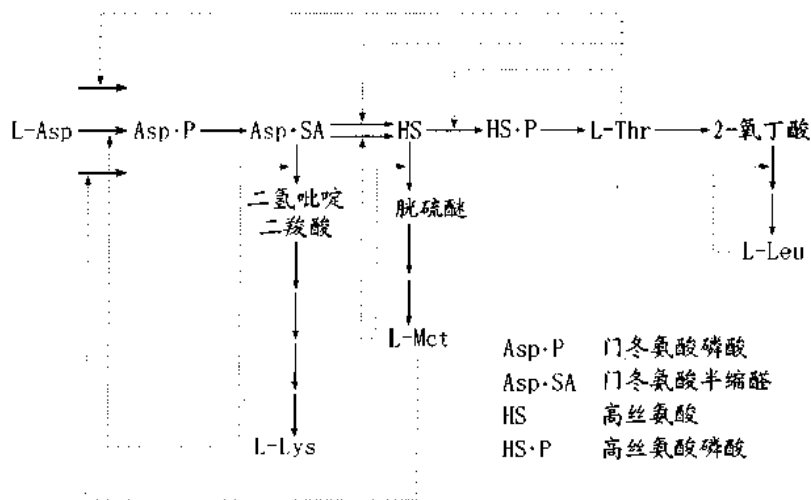 L-Asp Asp·P Asp·SA HS HS·P L-Thr 2-氧丁酸
二氢吡啶
二羧酸
胱硫醚
L-Leu
L-Mct
L-Lys
Asp·P 门冬氨酸磷酸
Asp·SA 门冬氨酸半缩醛
HS 高丝氨酸
HS·P 高丝氨酸磷酸